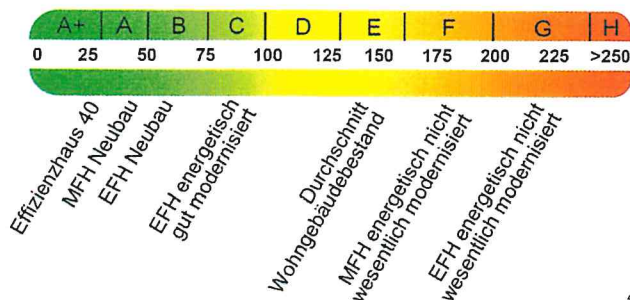 A+ A B C D E F G H
0 25 50 75 100 125 150 175 200 225 >250
Effizienzhaus 40
MFH Neubau
EFH Neubau
EFH energetisch
gut modernisiert
Durchschnitt
Wohngebäudebestand
MFH energetisch nicht
wesentlich modernisiert
EFH energetisch nicht
wesentlich modernisiert